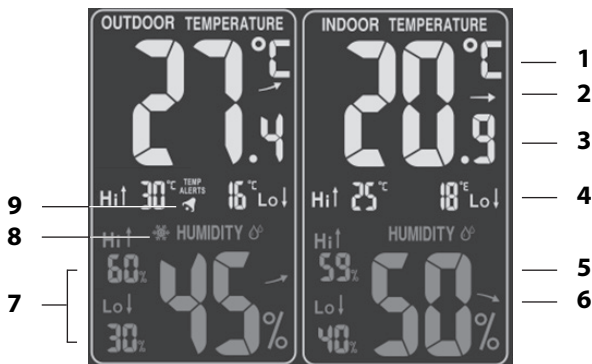 OUTDOOR TEMPERATURE
27.4°C
Hi↑ 30°C TEMP ALERTS 16°C Lo↓
Hi↑ HUMIDITY
60%
45%
Lo↓
30%
INDOOR TEMPERATURE
20.9°C
Hi↑ 25°C 18°E Lo↓
Hi↑ HUMIDITY
59%
50%
Lo↓
40%
1
2
3
4
5
6
7
8
9